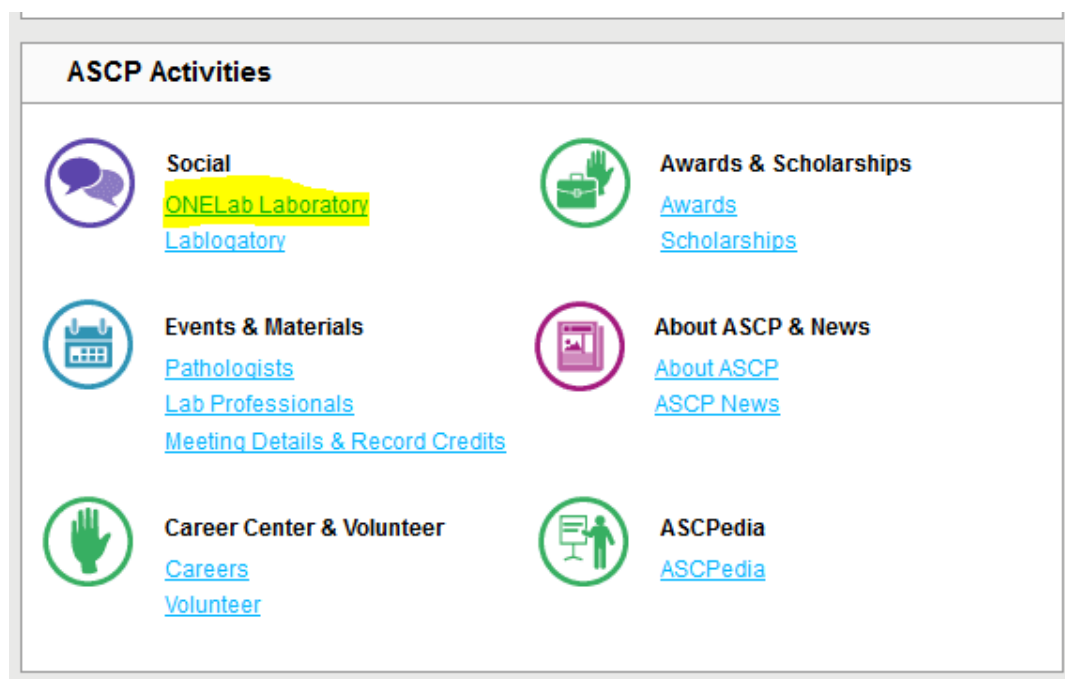 ASCP Activities
Social
ONELab Laboratory
Lablogatory
Awards & Scholarships
Awards
Scholarships
Events & Materials
Pathologists
Lab Professionals
Meeting Details & Record Credits
About ASCP & News
About ASCP
ASCP News
Career Center & Volunteer
Careers
Volunteer
ASCPedia
ASCPedia